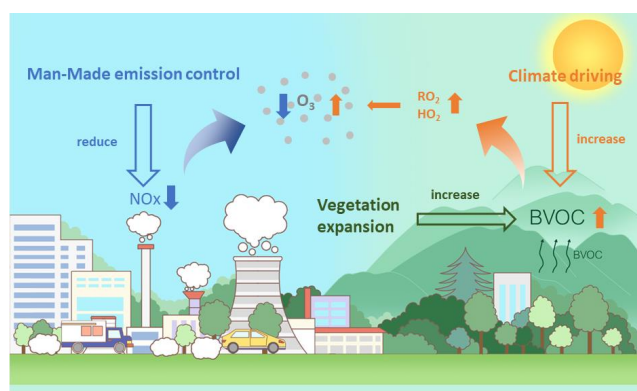 Man-Made emission control
O₃
RO₂
HO₂
Climate driving
reduce
increase
NOx
Vegetation
expansion
increase
BVOC
BVOC